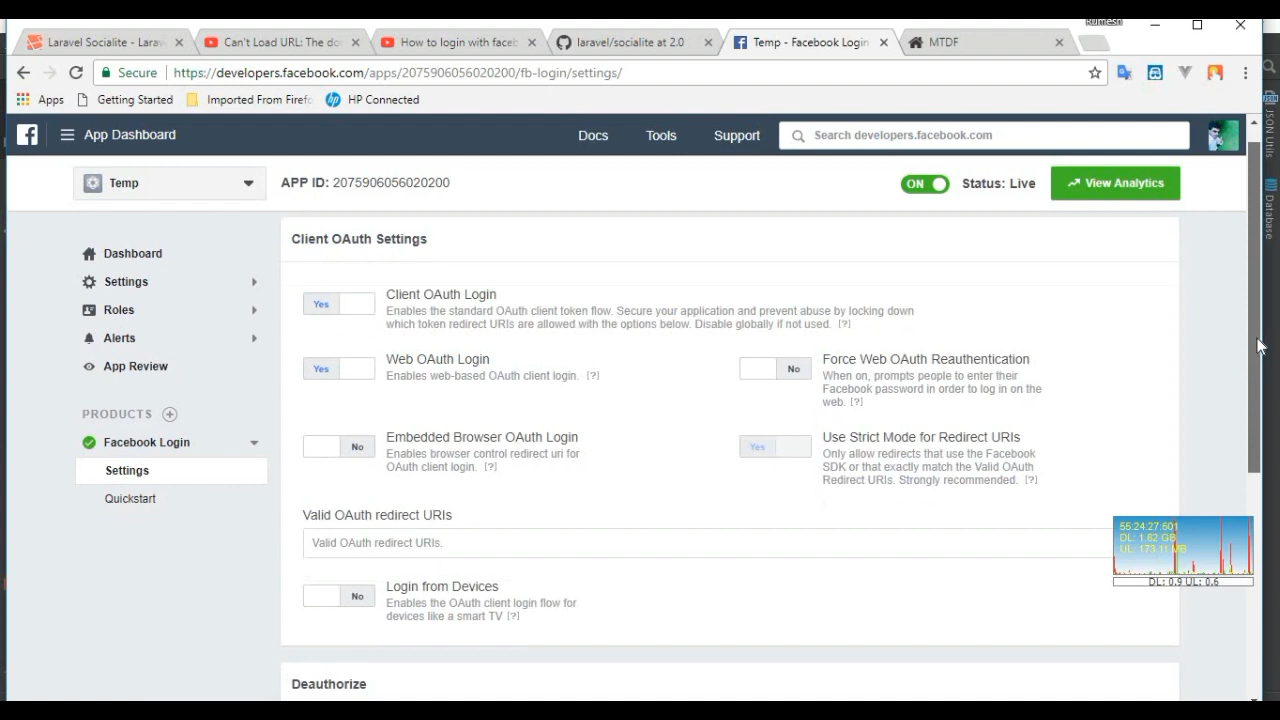 Rumesh
Laravel Socialite - Larav
Can't Load URL: The do
How to login with faceb
laravel/socialite at 2.0
Temp - Facebook Login
MTDF
Secure
https://developers.facebook.com/apps/2075906056020200/fb-login/settings/
Apps
Getting Started
Imported From Firefo
HP Connected
App Dashboard
Docs
Tools
Support
Search developers.facebook.com
JSON Utils
Database
Temp
APP ID: 2075906056020200
ON
Status: Live
View Analytics
Dashboard
Settings
Roles
Alerts
App Review
PRODUCTS
Facebook Login
Settings
Quickstart
Client OAuth Settings
Yes
Client OAuth Login
Enables the standard OAuth client token flow. Secure your application and prevent abuse by locking down
which token redirect URIs are allowed with the options below. Disable globally if not used. [?]
Yes
Web OAuth Login
Enables web-based OAuth client login. [?]
No
Force Web OAuth Reauthentication
When on, prompts people to enter their
Facebook password in order to log in on the
web. [?]
No
Embedded Browser OAuth Login
Enables browser control redirect uri for
OAuth client login. [?]
Yes
Use Strict Mode for Redirect URIs
Only allow redirects that use the Facebook
SDK or that exactly match the Valid OAuth
Redirect URIs. Strongly recommended. [?]
Valid OAuth redirect URIs
Valid OAuth redirect URIs.
No
Login from Devices
Enables the OAuth client login flow for
devices like a smart TV [?]
Deauthorize
55:24:27:601
DL: 1.62 GB
UL: 173.11 MB
DL: 0.9 UL: 0.6